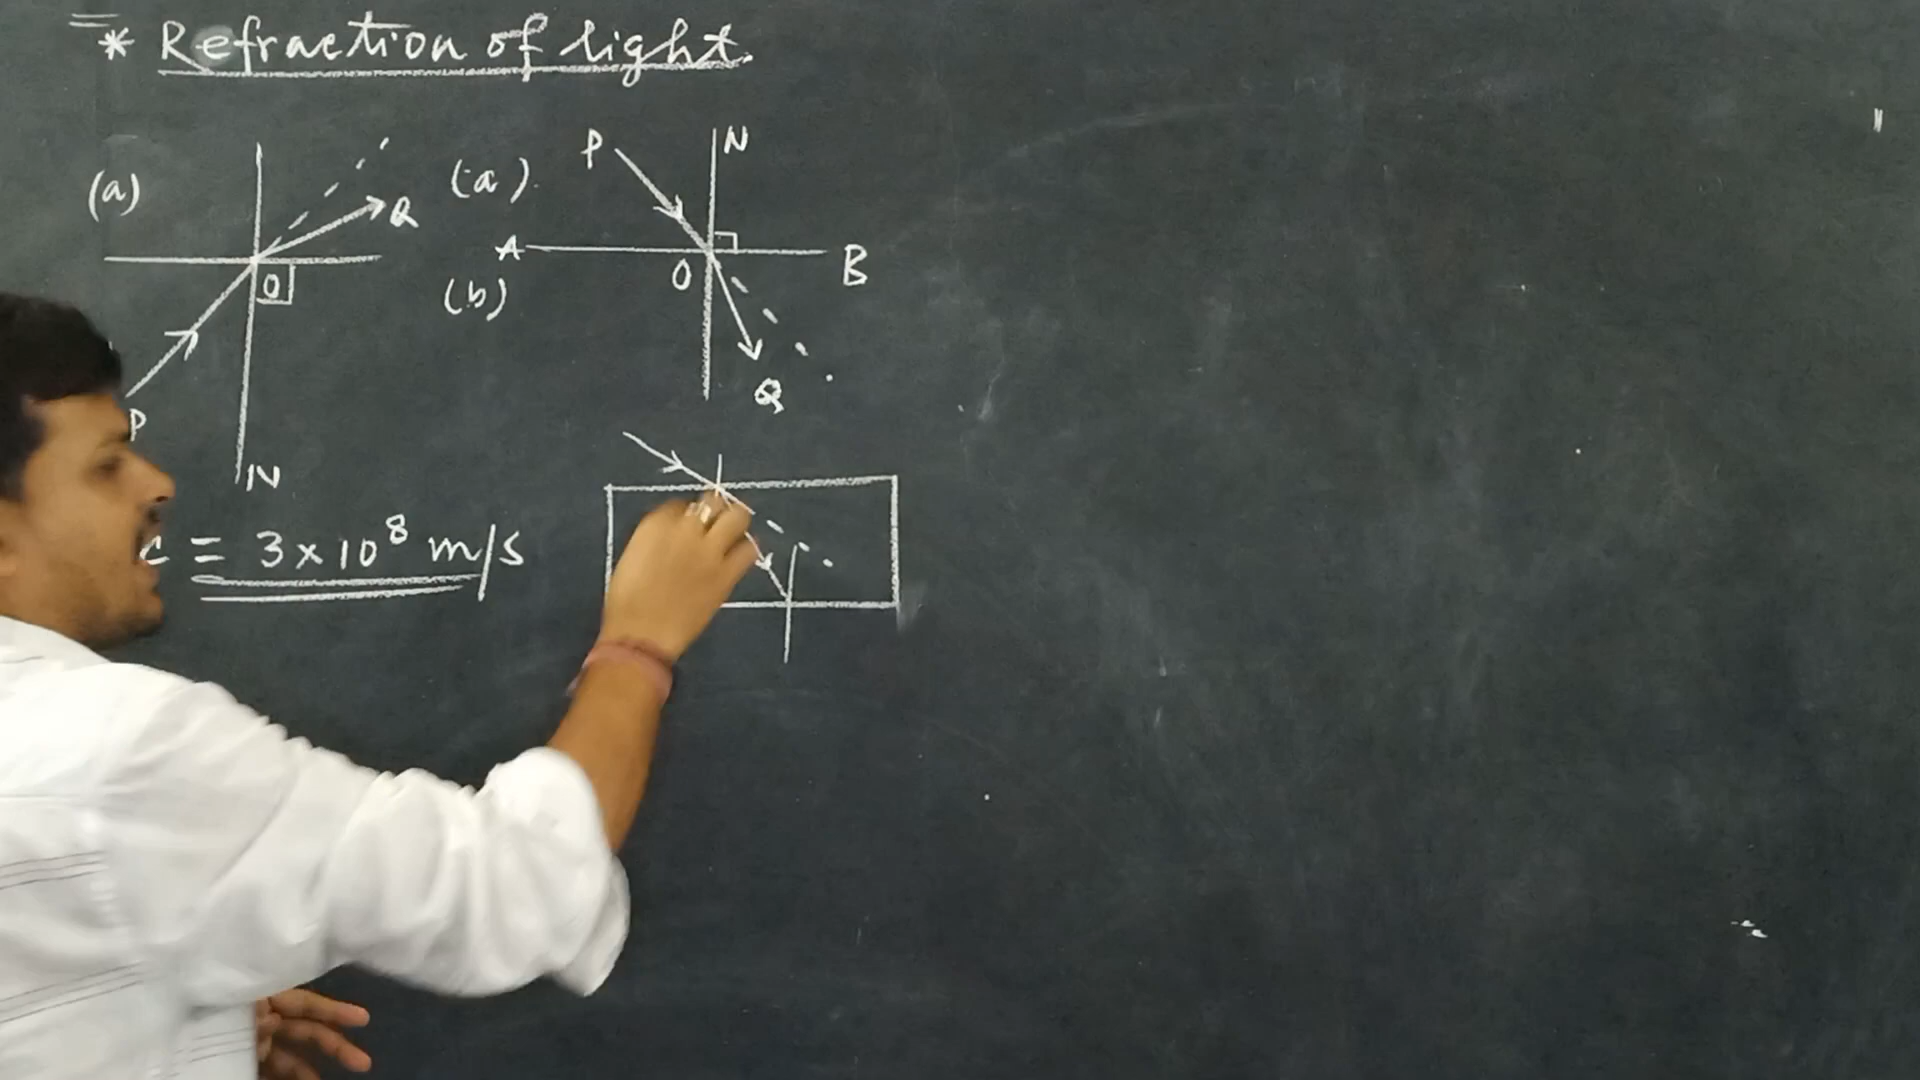 * Refraction of light.
(a)
Q
O
P
N
(a).
P
N
A
B
O
(b)
Q
c = 3 × 10⁸ m/s